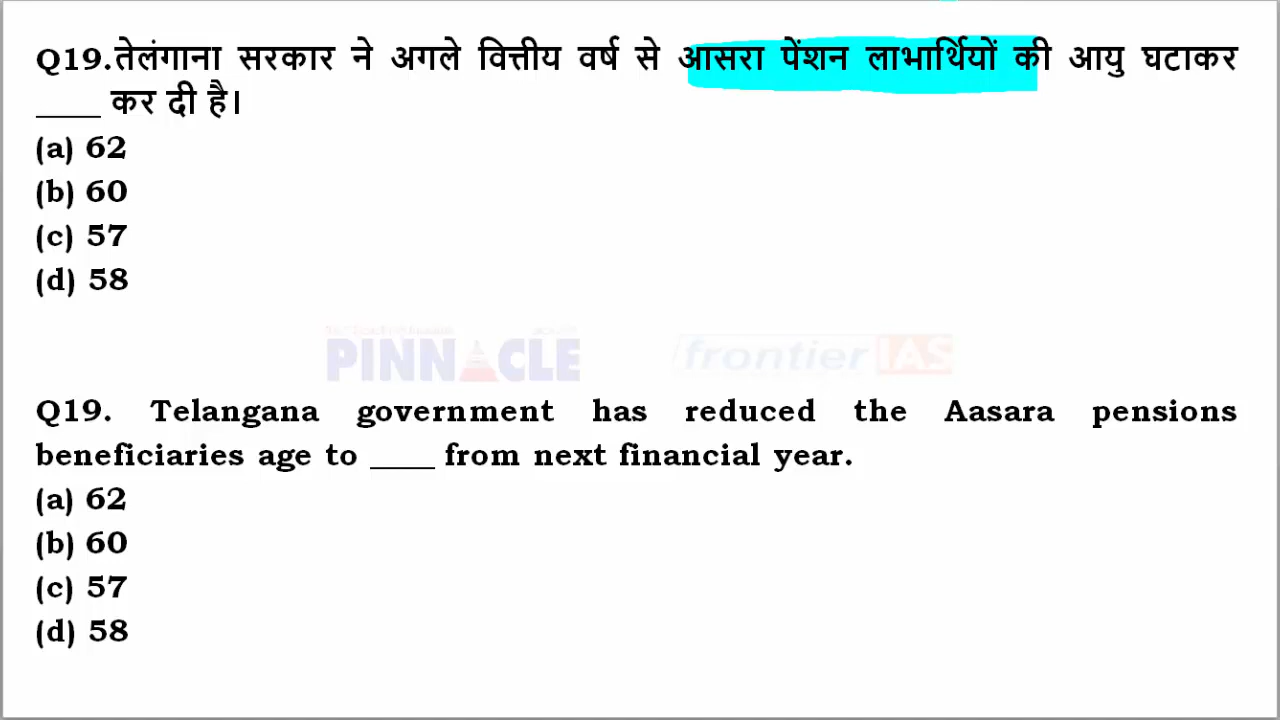 Q19.तेलंगाना सरकार ने अगले वित्तीय वर्ष से आसरा पेंशन लाभार्थियों की आयु घटाकर
____ कर दी है।
(a) 62
(b) 60
(c) 57
(d) 58
PINNACLE frontier IAS
Q19. Telangana government has reduced the Aasara pensions
beneficiaries age to ____ from next financial year.
(a) 62
(b) 60
(c) 57
(d) 58